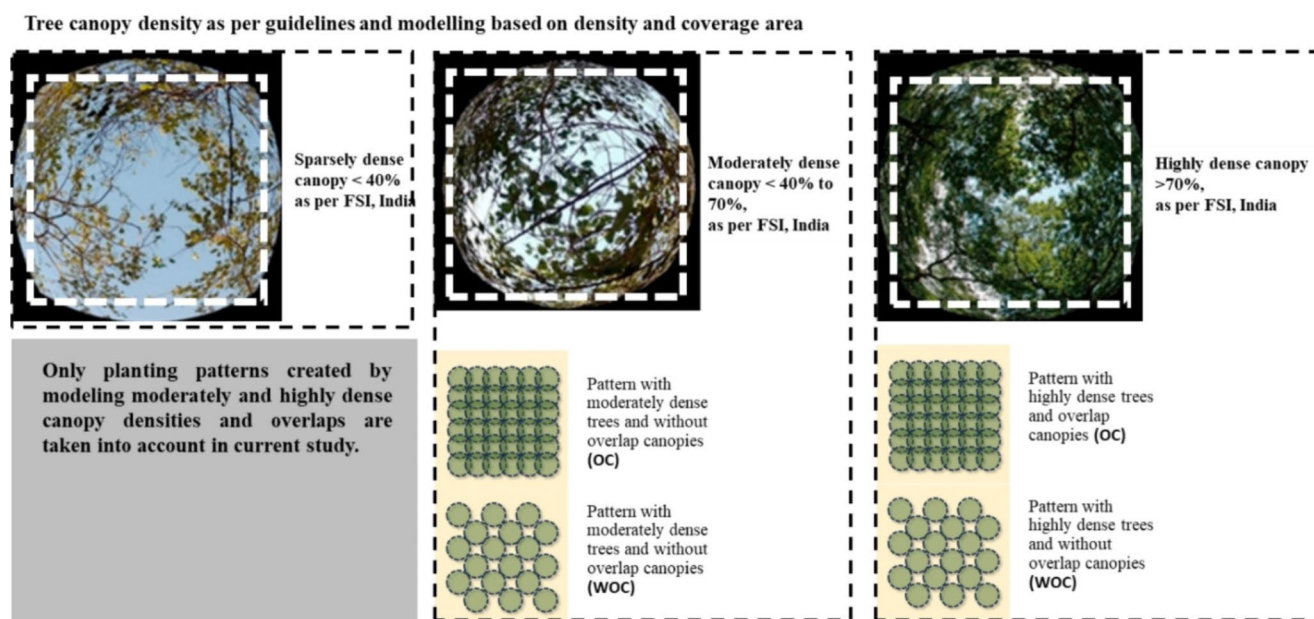 Tree canopy density as per guidelines and modelling based on density and coverage area
Sparsely dense
canopy < 40%
as per FSI, India
Moderately dense
canopy < 40% to
70%,
as per FSI, India
Highly dense canopy
>70%,
as per FSI, India
Only planting patterns created by
modeling moderately and highly dense
canopy densities and overlaps are
taken into account in current study.
Pattern with
moderately dense
trees and without
overlap canopies
(OC)
Pattern with
moderately dense
trees and without
overlap canopies
(WOC)
Pattern with
highly dense trees
and overlap
canopies (OC)
Pattern with
highly dense trees
and without
overlap canopies
(WOC)